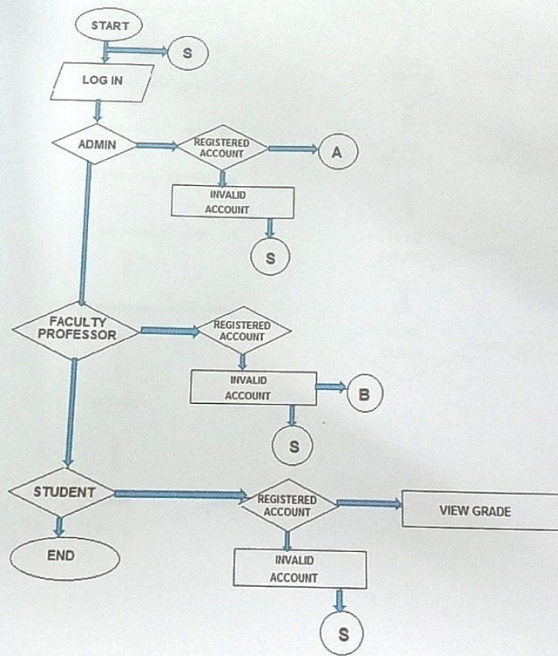 START
S
LOG IN
ADMIN
REGISTERED
ACCOUNT
A
INVALID
ACCOUNT
S
FACULTY
PROFESSOR
REGISTERED
ACCOUNT
INVALID
ACCOUNT
B
S
STUDENT
REGISTERED
ACCOUNT
VIEW GRADE
END
INVALID
ACCOUNT
S